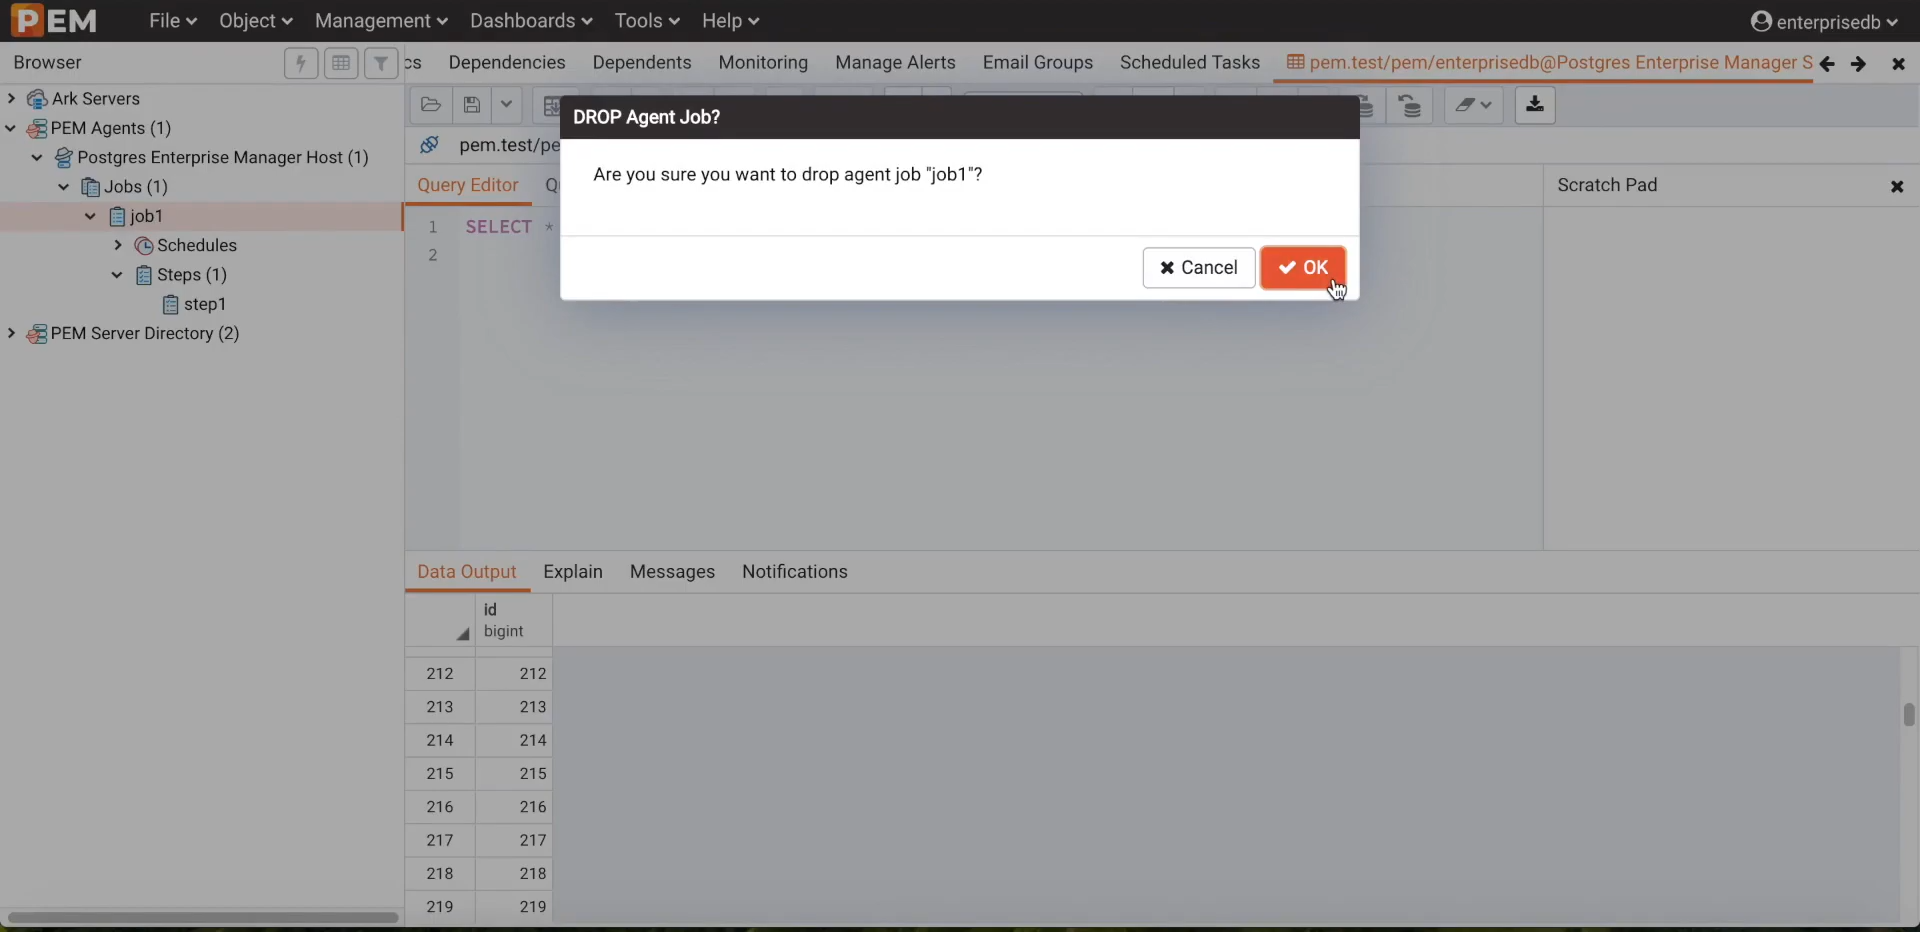 PEM File Object Management Dashboards Tools Help enterprisedb
Browser
cs Dependencies Dependents Monitoring Manage Alerts Email Groups Scheduled Tasks pem.test/pem/enterprisedb@Postgres Enterprise Manager S
Ark Servers
PEM Agents (1)
Postgres Enterprise Manager Host (1)
Jobs (1)
job1
Schedules
Steps (1)
step1
PEM Server Directory (2)
pem.test/pe
Query Editor Q
Scratch Pad
1 SELECT *
2
DROP Agent Job?
Are you sure you want to drop agent job "job1"?
Cancel OK
Data Output Explain Messages Notifications
id
bigint
212 212
213 213
214 214
215 215
216 216
217 217
218 218
219 219